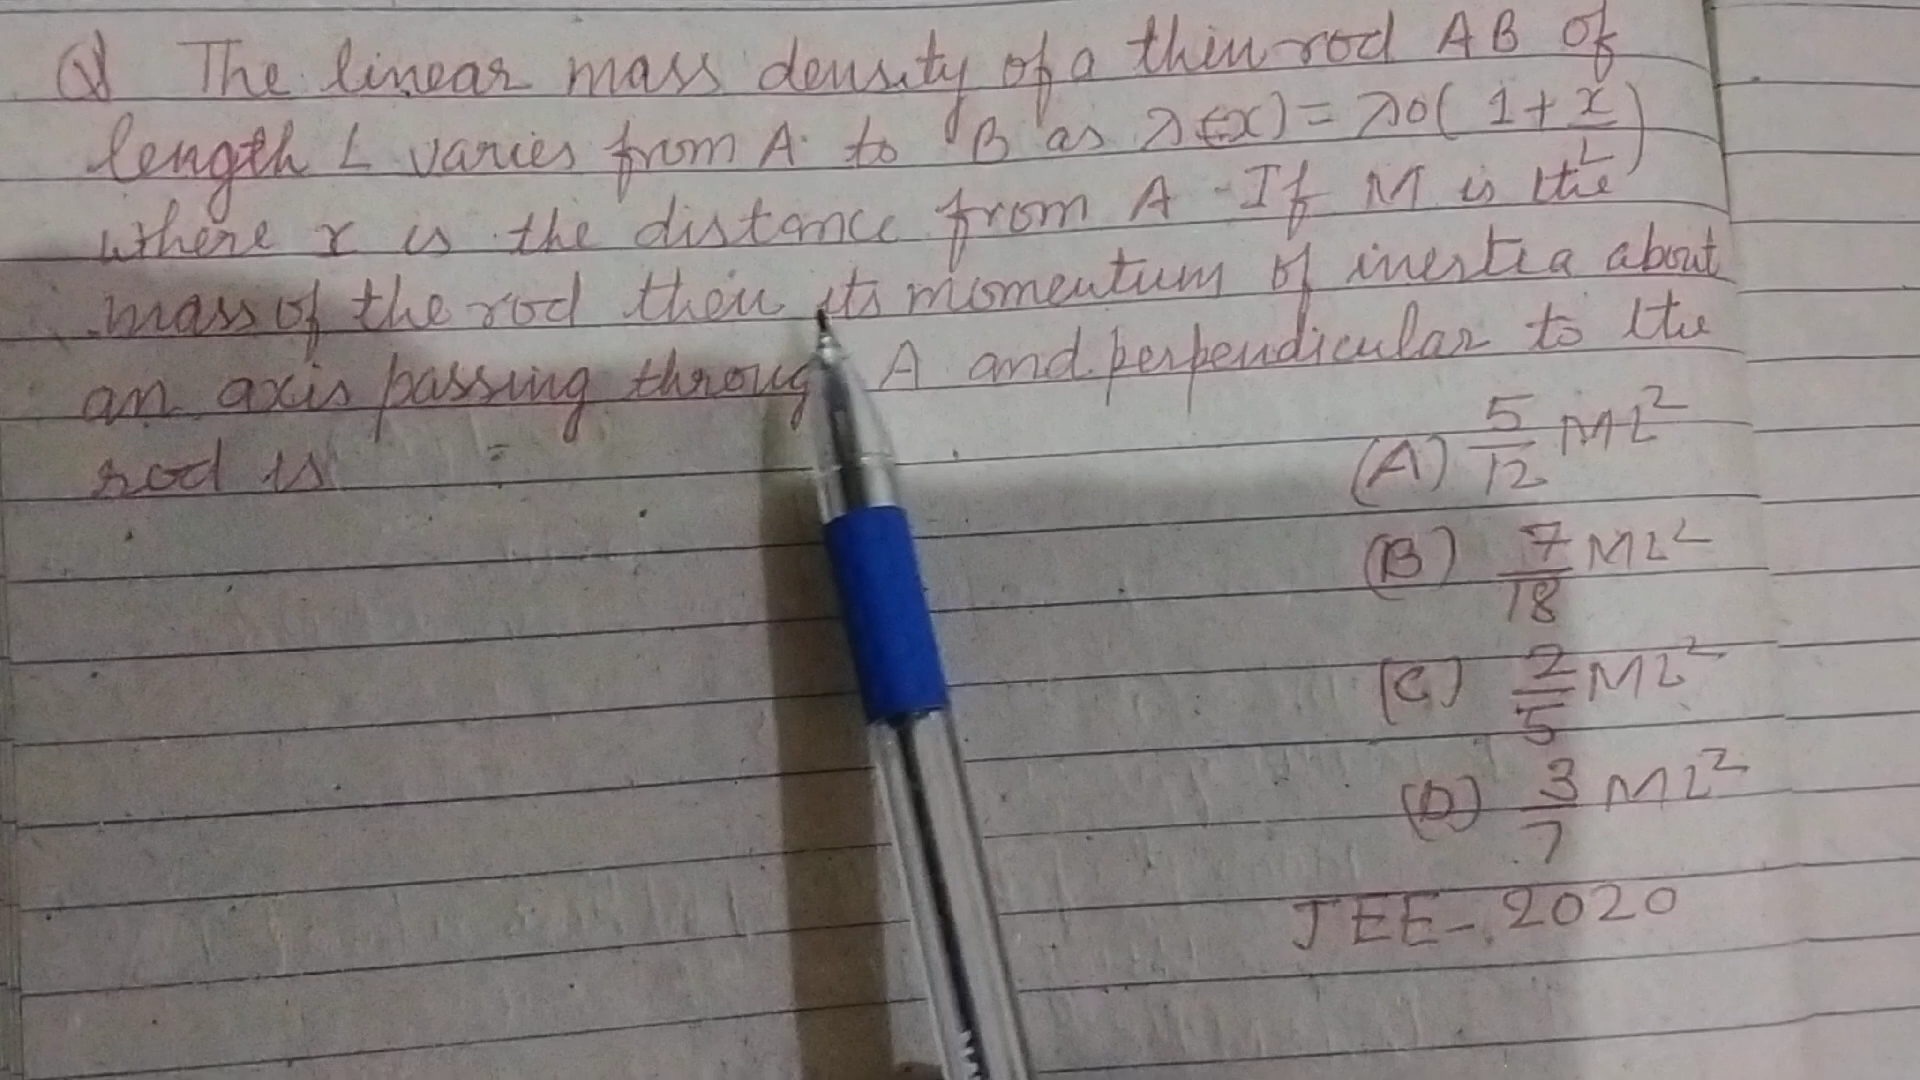 Q The linear mass density of a thin rod AB of
length L varies from A to B as λ(x) = λ0( 1 + x/L )
where x is the distance from A. If M is the
mass of the rod then its momentum of inertia about
an axis passing throug A and perpendicular to the
rod is
(A) 5/12 ML²
(B) 7/18 ML²
(C) 2/5 ML²
(D) 3/7 ML²
JEE-2020